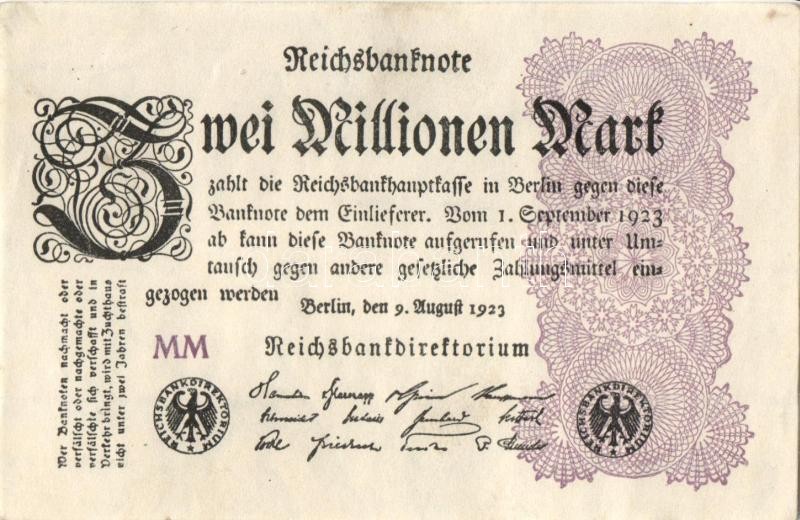 Reichsbanknote
Zwei Millionen Mark
zahlt die Reichsbankhauptkasse in Berlin gegen diese
Banknote dem Einlieferer. Vom 1. September 1923
ab kann diese Banknote aufgerufen und unter Um-
tausch gegen andere gesetzliche Zahlungsmittel ein-
gezogen werden
Berlin, den 9. August 1923
MM
Reichsbankdirektorium
REICHSBANKDIREKTORIUM
REICHSBANKDIREKTORIUM
Wer Banknoten nachmacht oder
verfälscht oder nachgemachte oder
verfälschte sich verschafft und in
Verkehr bringt, wird mit Zuchthaus
nicht unter zwei Jahren bestraft